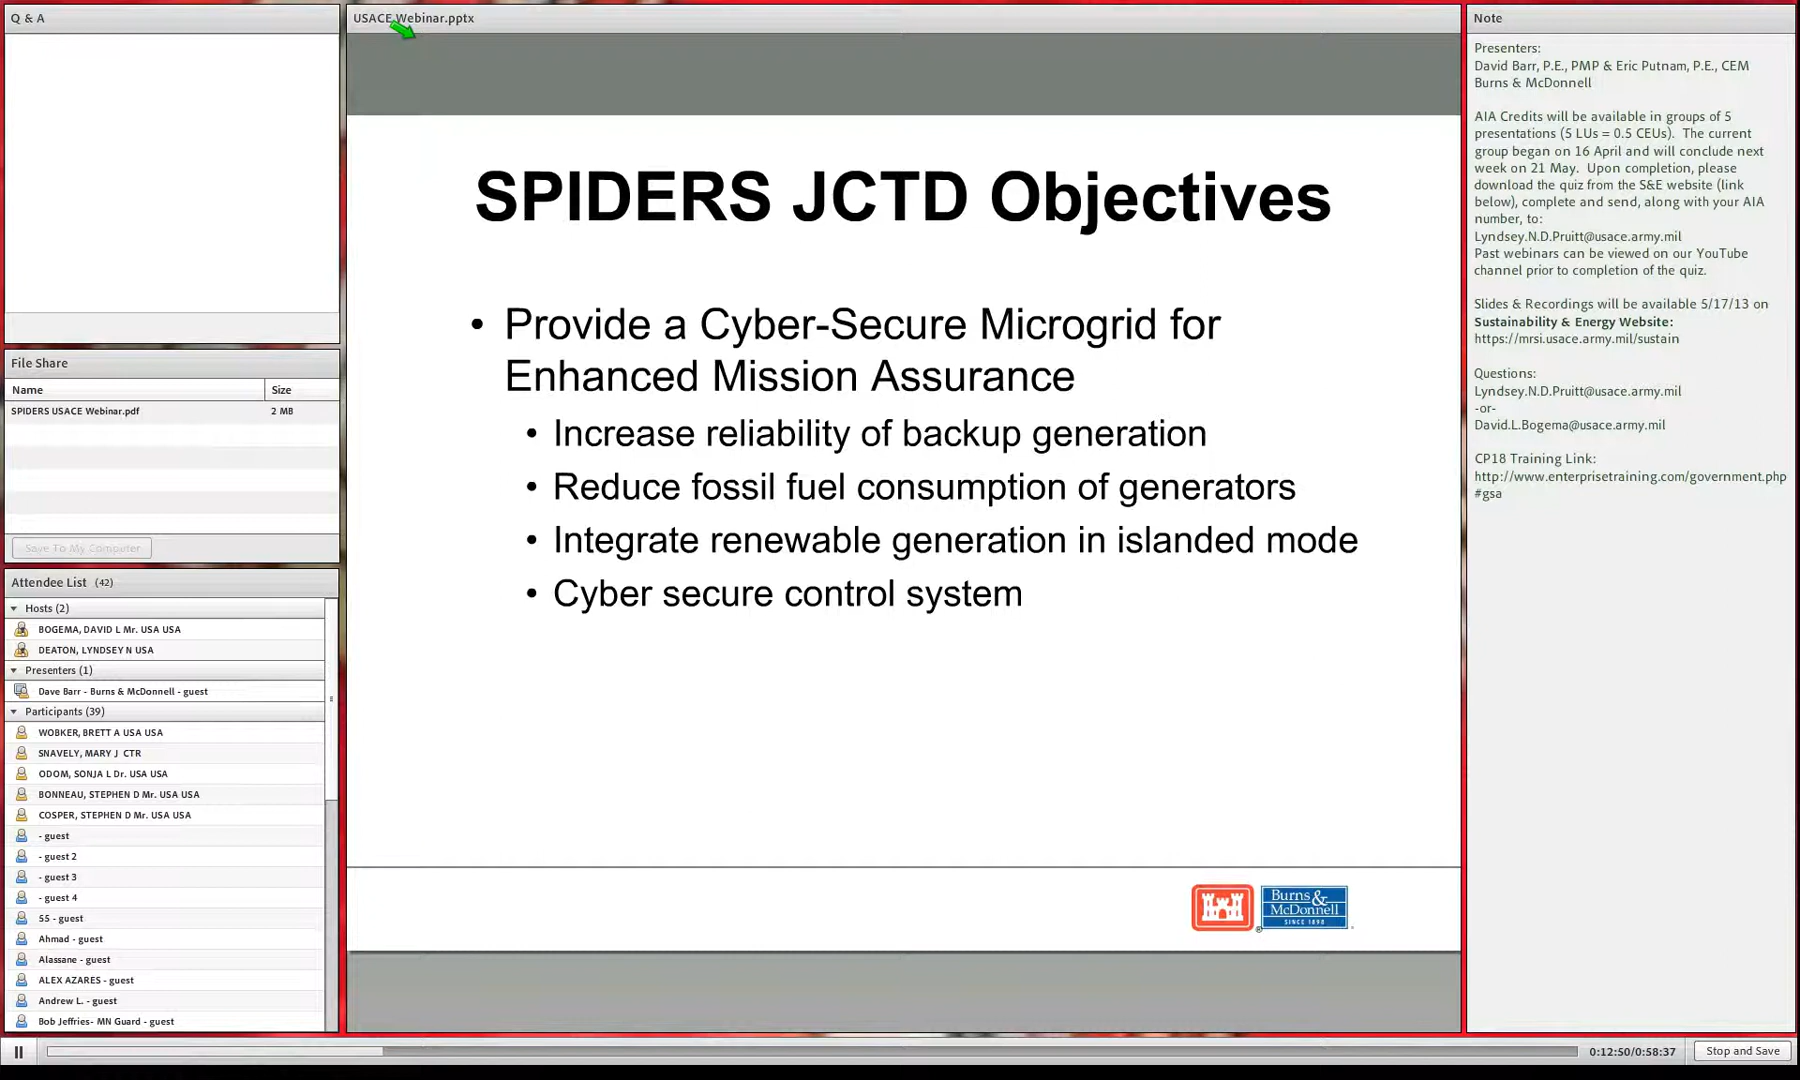 Q & A
USACE Webinar.pptx
Note
SPIDERS JCTD Objectives
• Provide a Cyber-Secure Microgrid for
Enhanced Mission Assurance
• Increase reliability of backup generation
• Reduce fossil fuel consumption of generators
• Integrate renewable generation in islanded mode
• Cyber secure control system
Burns &
McDonnell
SINCE 1898
File Share
Name Size
SPIDERS USACE Webinar.pdf 2 MB
Save To My Computer
Attendee List (42)
Hosts (2)
BOGEMA, DAVID L Mr. USA USA
DEATON, LYNDSEY N USA
Presenters (1)
Dave Barr - Burns & McDonnell - guest
Participants (39)
WOBKER, BRETT A USA USA
SNAVELY, MARY J CTR
ODOM, SONJA L Dr. USA USA
BONNEAU, STEPHEN D Mr. USA USA
COSPER, STEPHEN D Mr. USA USA
- guest
- guest 2
- guest 3
- guest 4
55 - guest
Ahmad - guest
Alassane - guest
ALEX AZARES - guest
Andrew L. - guest
Bob Jeffries- MN Guard - guest
Presenters:
David Barr, P.E., PMP & Eric Putnam, P.E., CEM
Burns & McDonnell
AIA Credits will be available in groups of 5
presentations (5 LUs = 0.5 CEUs). The current
group began on 16 April and will conclude next
week on 21 May. Upon completion, please
download the quiz from the S&E website (link
below), complete and send, along with your AIA
number, to:
Lyndsey.N.D.Pruitt@usace.army.mil
Past webinars can be viewed on our YouTube
channel prior to completion of the quiz.
Slides & Recordings will be available 5/17/13 on
Sustainability & Energy Website:
https://mrsi.usace.army.mil/sustain
Questions:
Lyndsey.N.D.Pruitt@usace.army.mil
-or-
David.L.Bogema@usace.army.mil
CP18 Training Link:
http://www.enterprisetraining.com/government.php
#gsa
0:12:50/0:58:37
Stop and Save